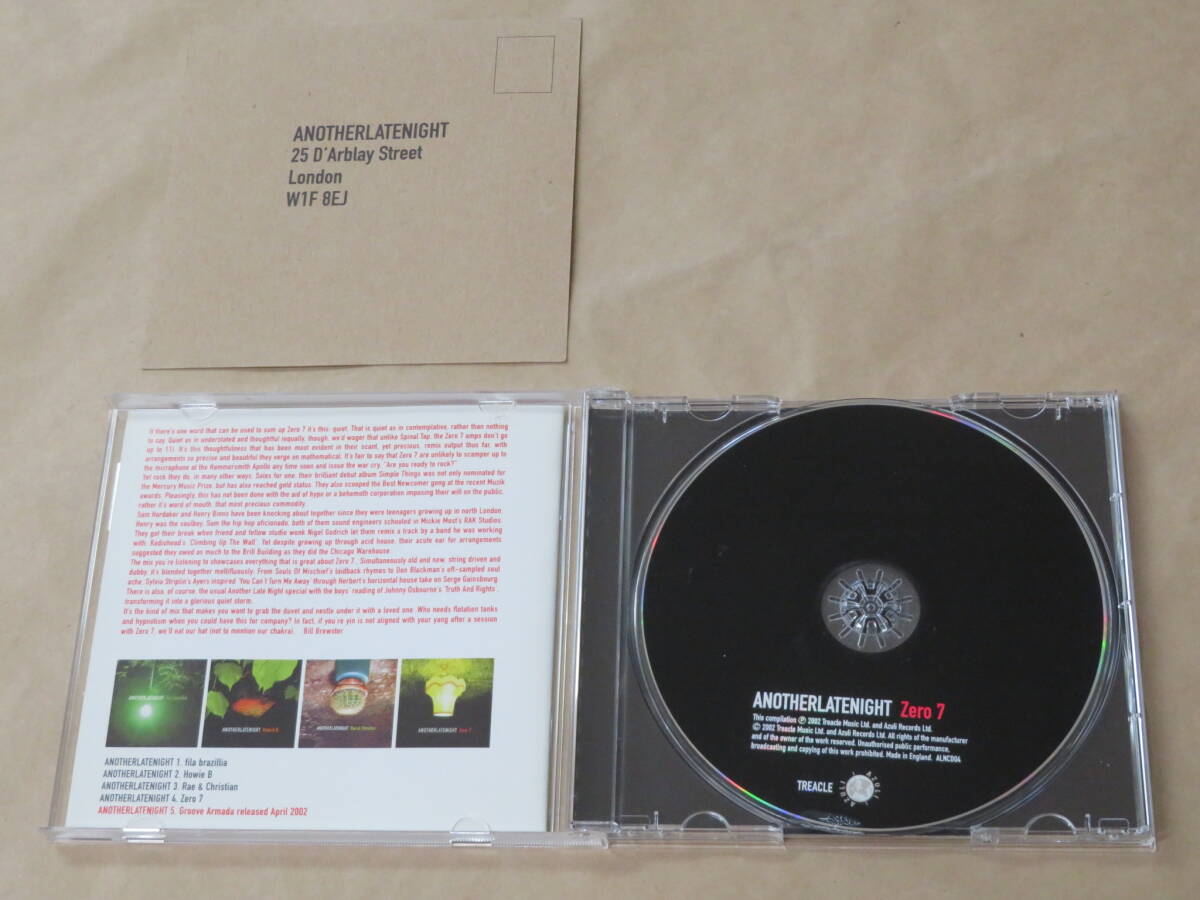 ANOTHERLATENIGHT
25 D'Arblay Street
London
W1F 8EJ
If there's one word that can be used to sum up Zero 7 it's this: quiet. That is quiet as in contemplative, rather than nothing
to say. Quiet as in understated and thoughtful (equally, though, we'd wager that unlike Spinal Tap, the Zero 7 amps don't go
up to 11). It's this thoughtfulness that has been most evident in their scant, yet precious, remix output thus far, with
arrangements so precise and beautiful they verge on mathematical. It's fair to say that Zero 7 are unlikely to scamper up to
the microphone at the Hammersmith Apollo any time soon and issue the war cry, "Are you ready to rock?"
Yet rock they do, in many other ways. Sales for one; their brilliant debut album Simple Things was not only nominated for
the Mercury Music Prize, but has also reached gold status. They also scooped the Best Newcomer gong at the recent Muzik
awards. Pleasingly, this has not been done with the aid of hype or a behemoth corporation imposing their will on the public,
rather it's word of mouth, that most precious commodity.
Sam Hardaker and Henry Binns have been knocking about together since they were teenagers growing up in north London.
Henry was the soulboy, Sam the hip hop aficionado, both of them sound engineers schooled in Mickie Most's RAK Studios.
They got their break when friend and fellow studio wonk Nigel Godrich let them remix a track by a band he was working
with: Radiohead's 'Climbing Up The Wall'. Yet despite growing up through acid house, their acute ear for arrangements
suggested they owed as much to the Brill Building as they did the Chicago Warehouse.
The mix you're listening to showcases everything that is great about Zero 7. Simultaneously old and new, string driven and
dubby, it's blended together mellifluously. From Souls Of Mischief's laidback rhymes to Don Blackman's oft-sampled soul
ache, Sylvia Striplin's Ayers inspired 'You Can't Turn Me Away' through Herbert's horizontal house take on Serge Gainsbourg.
There is also, of course, the usual Another Late Night special with the boys' reading of Johnny Osbourne's 'Truth And Rights',
transforming it into a glorious quiet storm.
It's the kind of mix that makes you want to grab the duvet and nestle under it with a loved one. Who needs flotation tanks
and hypnotism when you could have this for company? In fact, if you're yin is not aligned with your yang after a session
with Zero 7, we'll eat our hat (not to mention our chakra). Bill Brewster
ANOTHERLATENIGHT
ANOTHERLATENIGHT Howie B
ANOTHERLATENIGHT Rae & Christian
ANOTHERLATENIGHT Zero 7
ANOTHERLATENIGHT 1. fila brazillia
ANOTHERLATENIGHT 2. Howie B
ANOTHERLATENIGHT 3. Rae & Christian
ANOTHERLATENIGHT 4. Zero 7
ANOTHERLATENIGHT 5. Groove Armada released April 2002
ANOTHERLATENIGHT Zero 7
This compilation ℗ 2002 Treacle Music Ltd. and Azuli Records Ltd.
© 2002 Treacle Music Ltd. and Azuli Records Ltd. All rights of the manufacturer
and of the owner of the work reserved. Unauthorised public performance,
broadcasting and copying of this work prohibited. Made in England. ALNCD04
TREACLE
AZULI